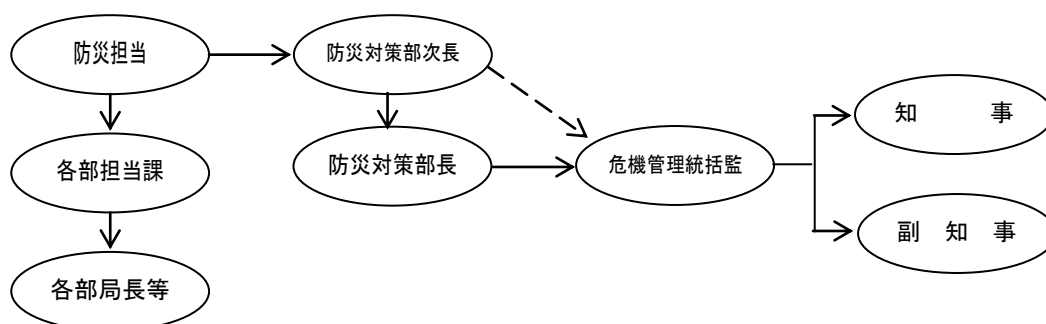 防災担当
防災対策部次長
知　事
各部担当課
防災対策部長
危機管理統括監
副　知　事
各部局長等